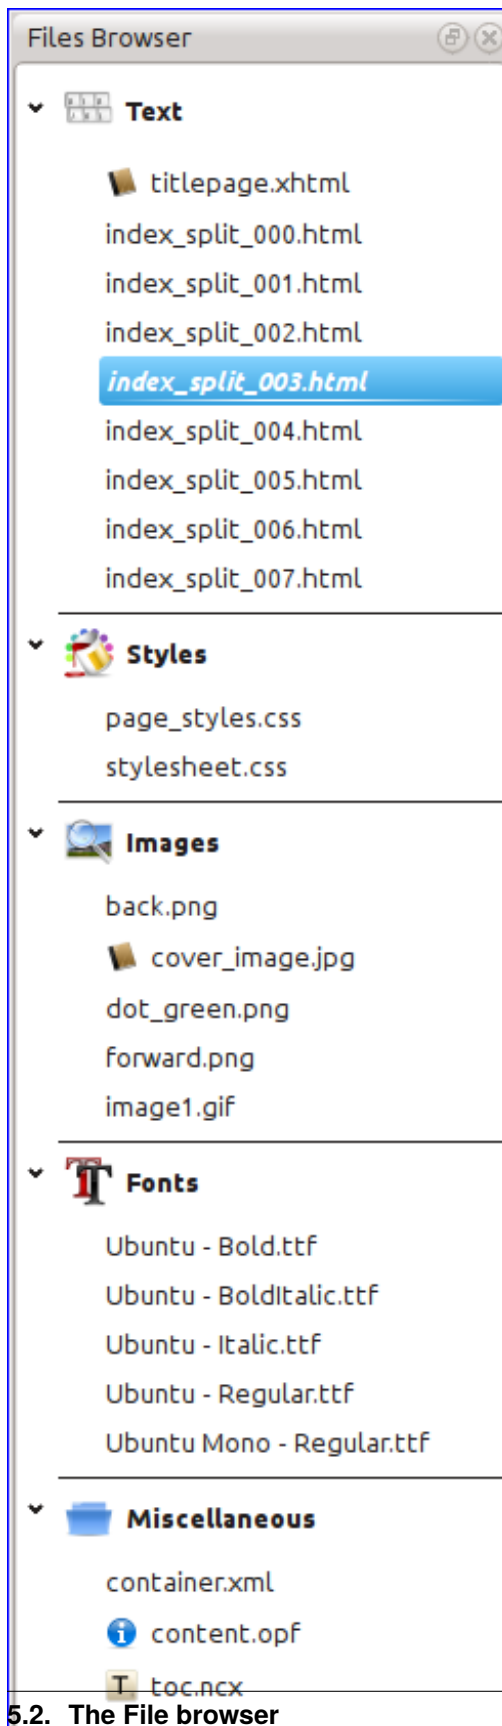 Files Browser
Text
titlepage.xhtml
index_split_000.html
index_split_001.html
index_split_002.html
index_split_003.html
index_split_004.html
index_split_005.html
index_split_006.html
index_split_007.html
Styles
page_styles.css
stylesheet.css
Images
back.png
cover_image.jpg
dot_green.png
forward.png
image1.gif
Fonts
Ubuntu - Bold.ttf
Ubuntu - BoldItalic.ttf
Ubuntu - Italic.ttf
Ubuntu - Regular.ttf
Ubuntu Mono - Regular.ttf
Miscellaneous
container.xml
content.opf
toc.ncx
5.2. The File browser